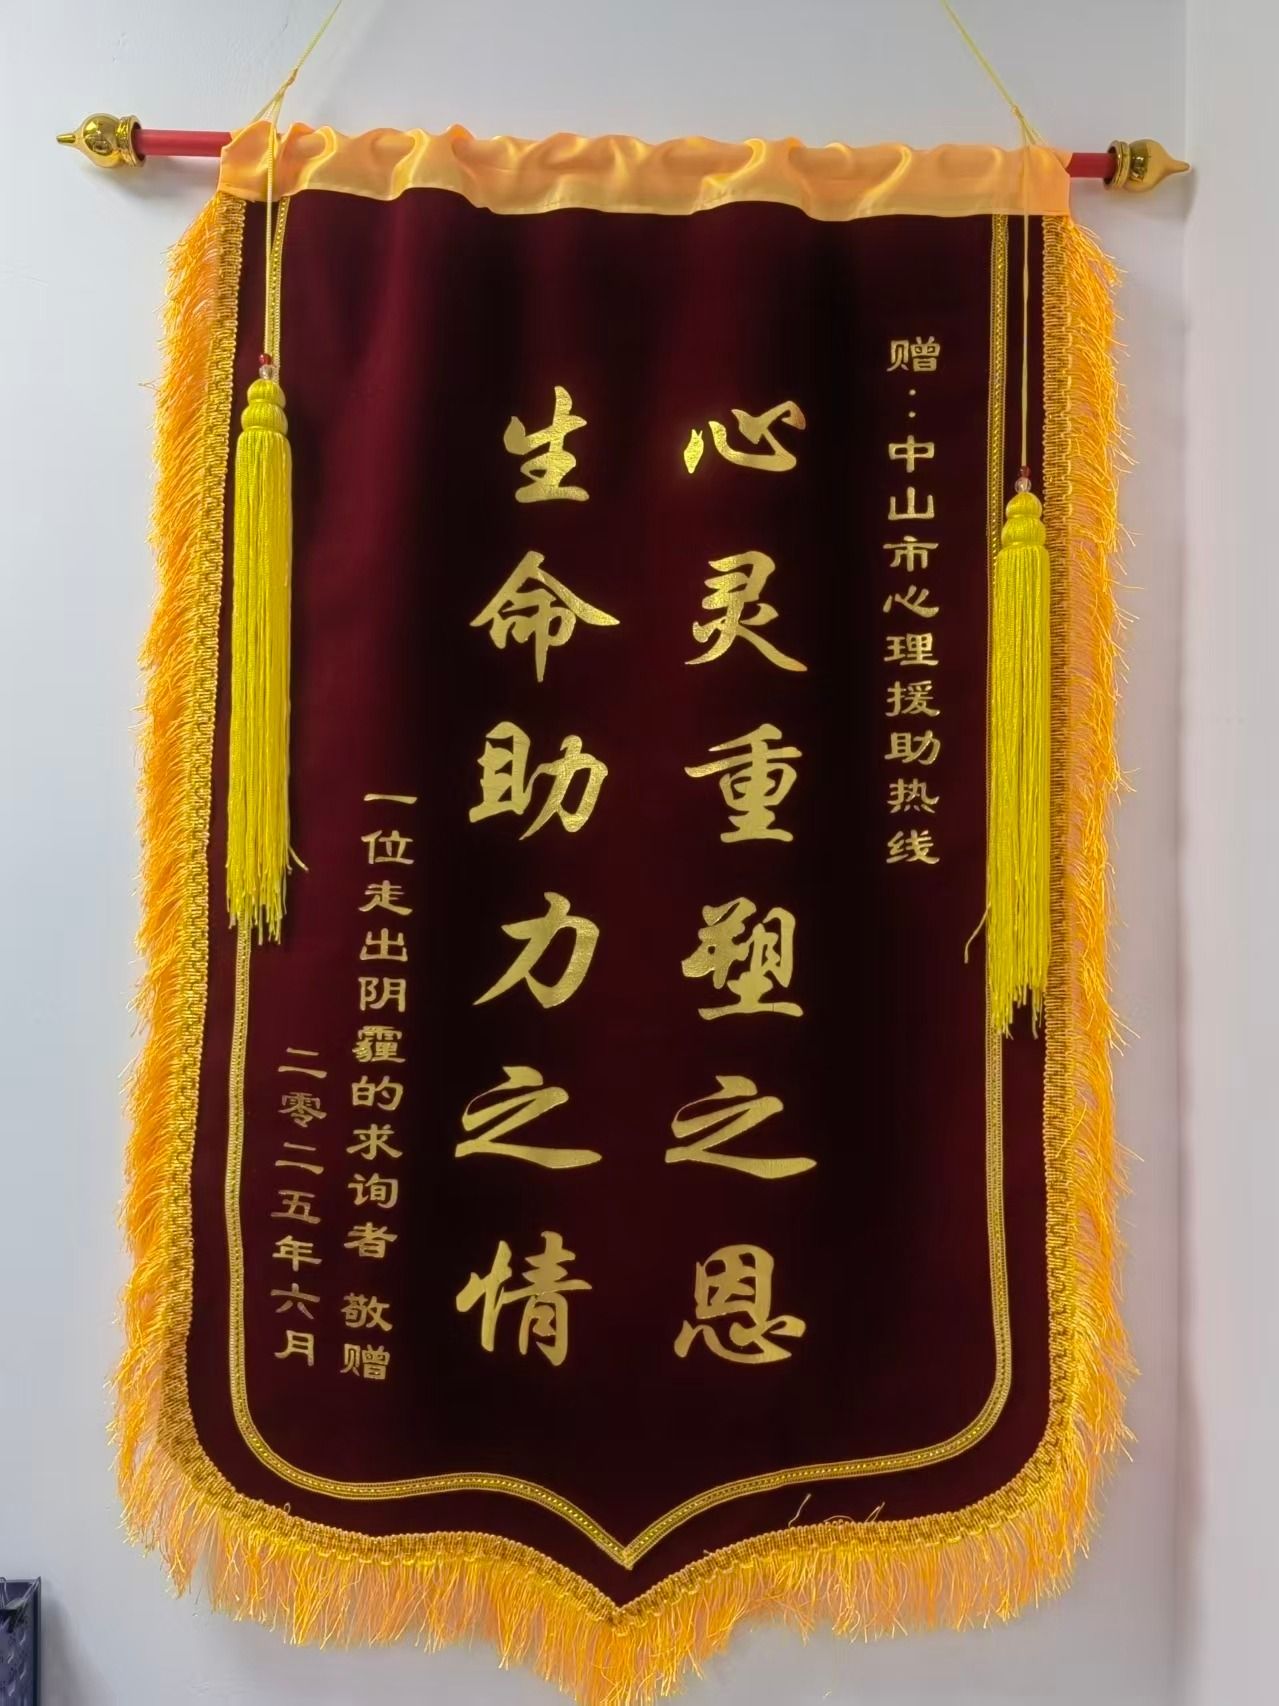 赠:中山市心理援助热线
心灵重塑之恩
生命助力之情
一位走出阴霾的求询者 敬赠
二零二五年六月